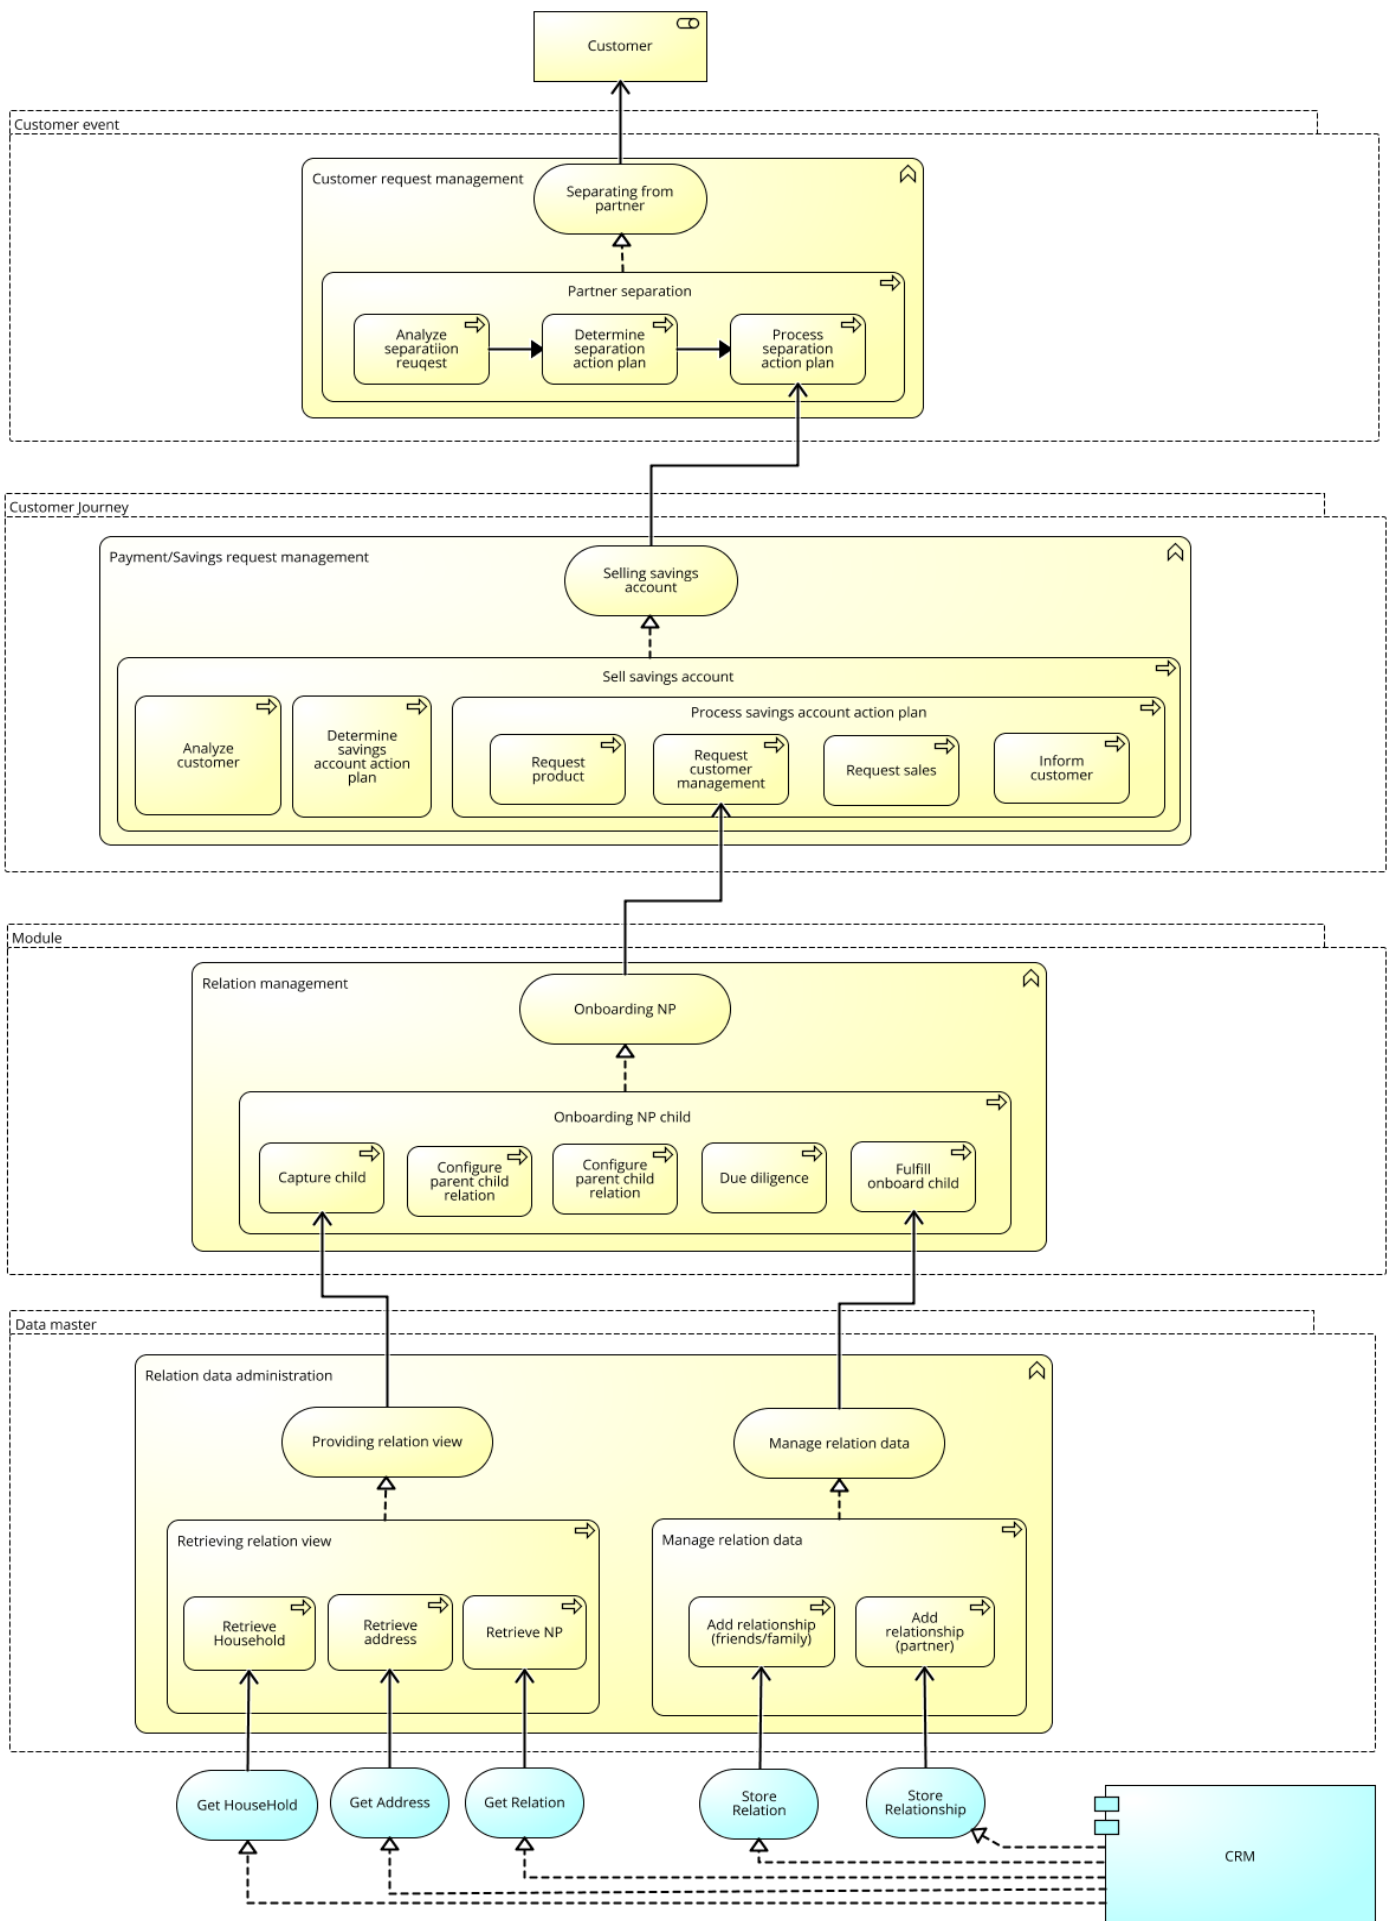 Customer
Customer event
Customer request management
Separating from
partner
Partner separation
Analyze
separatiion
reuqest
Determine
separation
action plan
Process
separation
action plan
Customer Journey
Payment/Savings request management
Selling savings
account
Sell savings account
Analyze
customer
Determine
savings
account action
plan
Process savings account action plan
Request
product
Request
customer
management
Request sales
Inform
customer
Module
Relation management
Onboarding NP
Onboarding NP child
Capture child
Configure
parent child
relation
Configure
parent child
relation
Due diligence
Fulfill
onboard child
Data master
Relation data administration
Providing relation view
Manage relation data
Retrieving relation view
Manage relation data
Retrieve
Household
Retrieve
address
Retrieve NP
Add relationship
(friends/family)
Add
relationship
(partner)
Get HouseHold
Get Address
Get Relation
Store
Relation
Store
Relationship
CRM